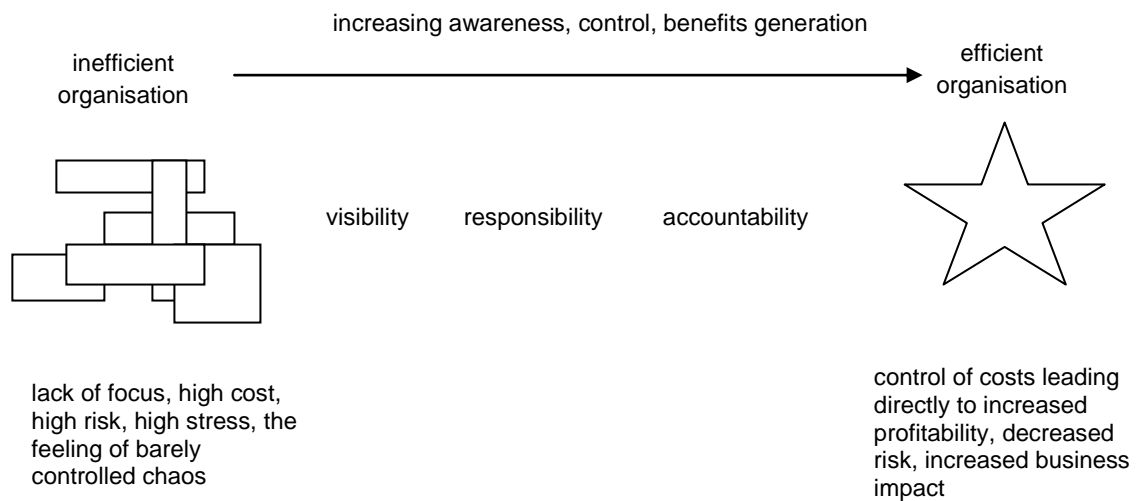 increasing awareness, control, benefits generation
inefficient
organisation
efficient
organisation
visibility responsibility accountability
lack of focus, high cost,
high risk, high stress, the
feeling of barely
controlled chaos
control of costs leading
directly to increased
profitability, decreased
risk, increased business
impact